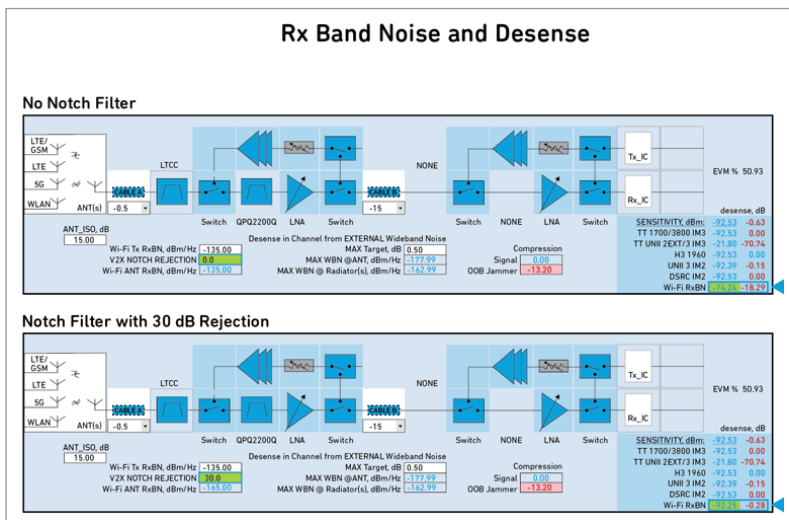 Rx Band Noise and Desense
No Notch Filter
LTE/
GSM
LTE
5G
WLAN
ANT(s)
CABLE A
-0.5
LTCC
Switch
QPQ2200Q
LNA
Switch
CABLE B
-15
NONE
Switch
NONE
LNA
Switch
Tx_IC
Rx_IC
EVM % 50.93
desense, dB
ANT_ISO, dB
15.00
Desense in Channel from EXTERNAL Wideband Noise
Wi-Fi Tx RxBN, dBm/Hz -135.00
V2X NOTCH REJECTION 0.0
Wi-Fi ANT RxBN, dBm/Hz -135.00
MAX Target, dB 0.50
MAX WBN @ANT, dBm/Hz -177.99
MAX WBN @ Radiator(s), dBm/Hz -162.99
Compression
Signal 0.00
OOB Jammer -13.20
SENSITIVITY, dBm: -92.53 -0.63
TT 1700/3800 IM3 -92.53 0.00
TT UNII 2EXT/3 IM3 -21.80 -70.74
H3 1960 -92.53 0.00
UNII 3 IM2 -92.39 -0.15
DSRC IM2 -92.53 0.00
Wi-Fi RxBN -74.24 -18.29
Notch Filter with 30 dB Rejection
LTE/
GSM
LTE
5G
WLAN
ANT(s)
CABLE A
-0.5
LTCC
Switch
QPQ2200Q
LNA
Switch
CABLE B
-15
NONE
Switch
NONE
LNA
Switch
Tx_IC
Rx_IC
EVM % 50.93
desense, dB
ANT_ISO, dB
15.00
Desense in Channel from EXTERNAL Wideband Noise
Wi-Fi Tx RxBN, dBm/Hz -135.00
V2X NOTCH REJECTION 30.0
Wi-Fi ANT RxBN, dBm/Hz -165.00
MAX Target, dB 0.50
MAX WBN @ANT, dBm/Hz -177.99
MAX WBN @ Radiator(s), dBm/Hz -162.99
Compression
Signal 0.00
OOB Jammer -13.20
SENSITIVITY, dBm: -92.53 -0.63
TT 1700/3800 IM3 -92.53 0.00
TT UNII 2EXT/3 IM3 -21.80 -70.74
H3 1960 -92.53 0.00
UNII 3 IM2 -92.39 -0.15
DSRC IM2 -92.53 0.00
Wi-Fi RxBN -92.25 -0.28